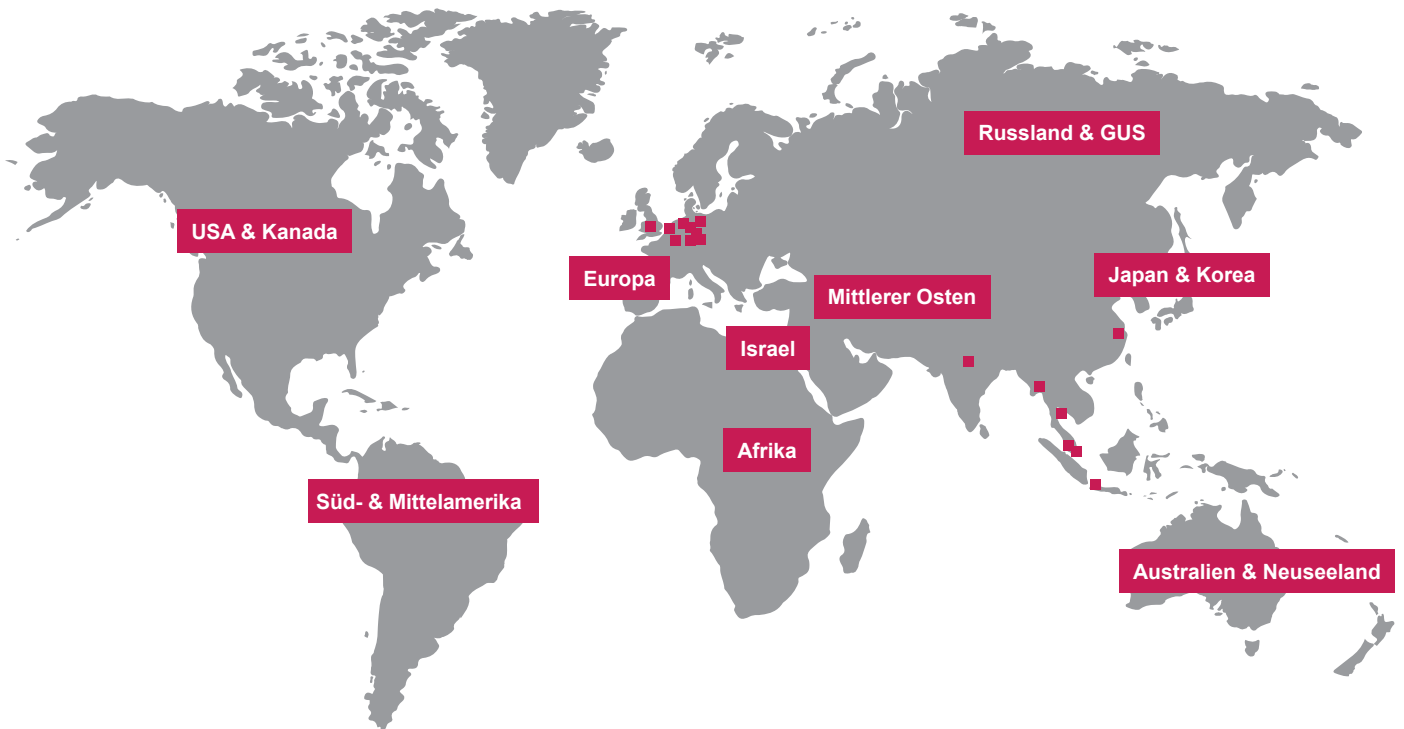 Russland & GUS
USA & Kanada
Europa
Japan & Korea
Mittlerer Osten
Israel
Afrika
Süd- & Mittelamerika
Australien & Neuseeland